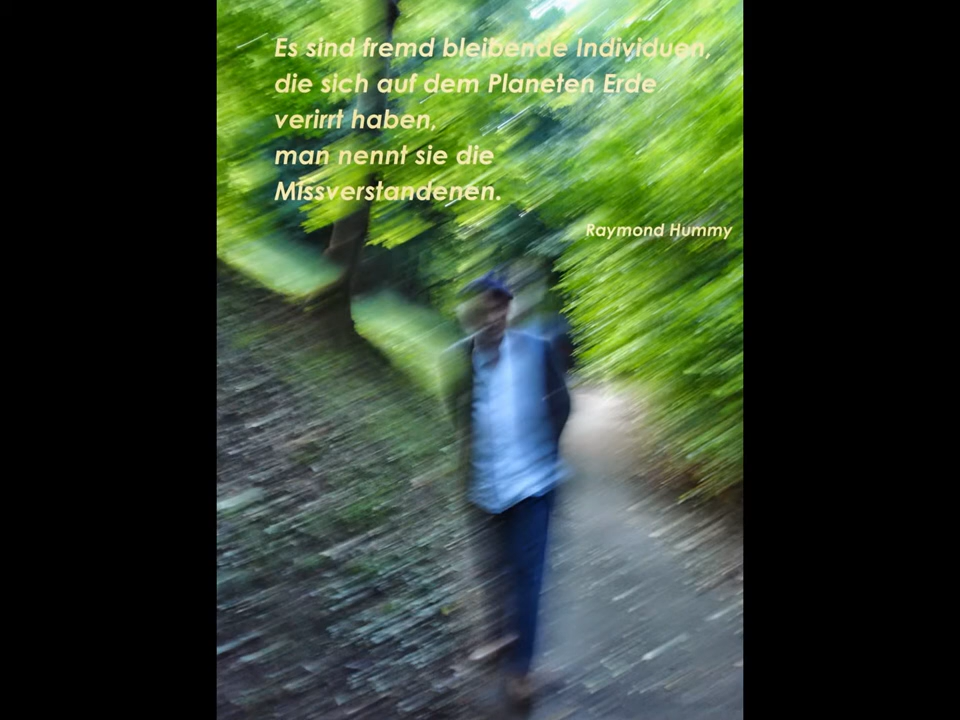 Es sind fremd bleibende Individuen,
die sich auf dem Planeten Erde
verirrt haben,
man nennt sie die
Missverstandenen.
Raymond Hummy